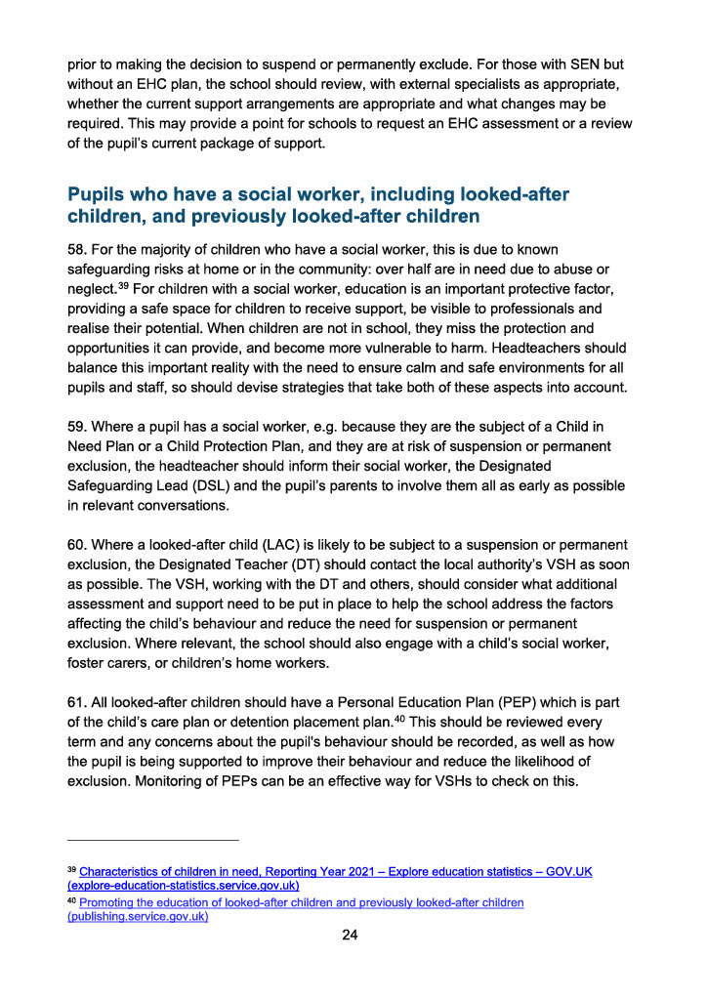 prior to making the decision to suspend or permanently exclude. For those with SEN but
without an EHC plan, the school should review, with external specialists as appropriate,
whether the current support arrangements are appropriate and what changes may be
required. This may provide a point for schools to request an EHC assessment or a review
of the pupil’s current package of support.
Pupils who have a social worker, including looked-after
children, and previously looked-after children
58. For the majority of children who have a social worker, this is due to known
safeguarding risks at home or in the community: over half are in need due to abuse or
neglect.³⁹ For children with a social worker, education is an important protective factor,
providing a safe space for children to receive support, be visible to professionals and
realise their potential. When children are not in school, they miss the protection and
opportunities it can provide, and become more vulnerable to harm. Headteachers should
balance this important reality with the need to ensure calm and safe environments for all
pupils and staff, so should devise strategies that take both of these aspects into account.
59. Where a pupil has a social worker, e.g. because they are the subject of a Child in
Need Plan or a Child Protection Plan, and they are at risk of suspension or permanent
exclusion, the headteacher should inform their social worker, the Designated
Safeguarding Lead (DSL) and the pupil’s parents to involve them all as early as possible
in relevant conversations.
60. Where a looked-after child (LAC) is likely to be subject to a suspension or permanent
exclusion, the Designated Teacher (DT) should contact the local authority’s VSH as soon
as possible. The VSH, working with the DT and others, should consider what additional
assessment and support need to be put in place to help the school address the factors
affecting the child’s behaviour and reduce the need for suspension or permanent
exclusion. Where relevant, the school should also engage with a child’s social worker,
foster carers, or children’s home workers.
61. All looked-after children should have a Personal Education Plan (PEP) which is part
of the child’s care plan or detention placement plan.⁴⁰ This should be reviewed every
term and any concerns about the pupil's behaviour should be recorded, as well as how
the pupil is being supported to improve their behaviour and reduce the likelihood of
exclusion. Monitoring of PEPs can be an effective way for VSHs to check on this.
³⁹ Characteristics of children in need, Reporting Year 2021 – Explore education statistics – GOV.UK
(explore-education-statistics.service.gov.uk)
⁴⁰ Promoting the education of looked-after children and previously looked-after children
(publishing.service.gov.uk)
24